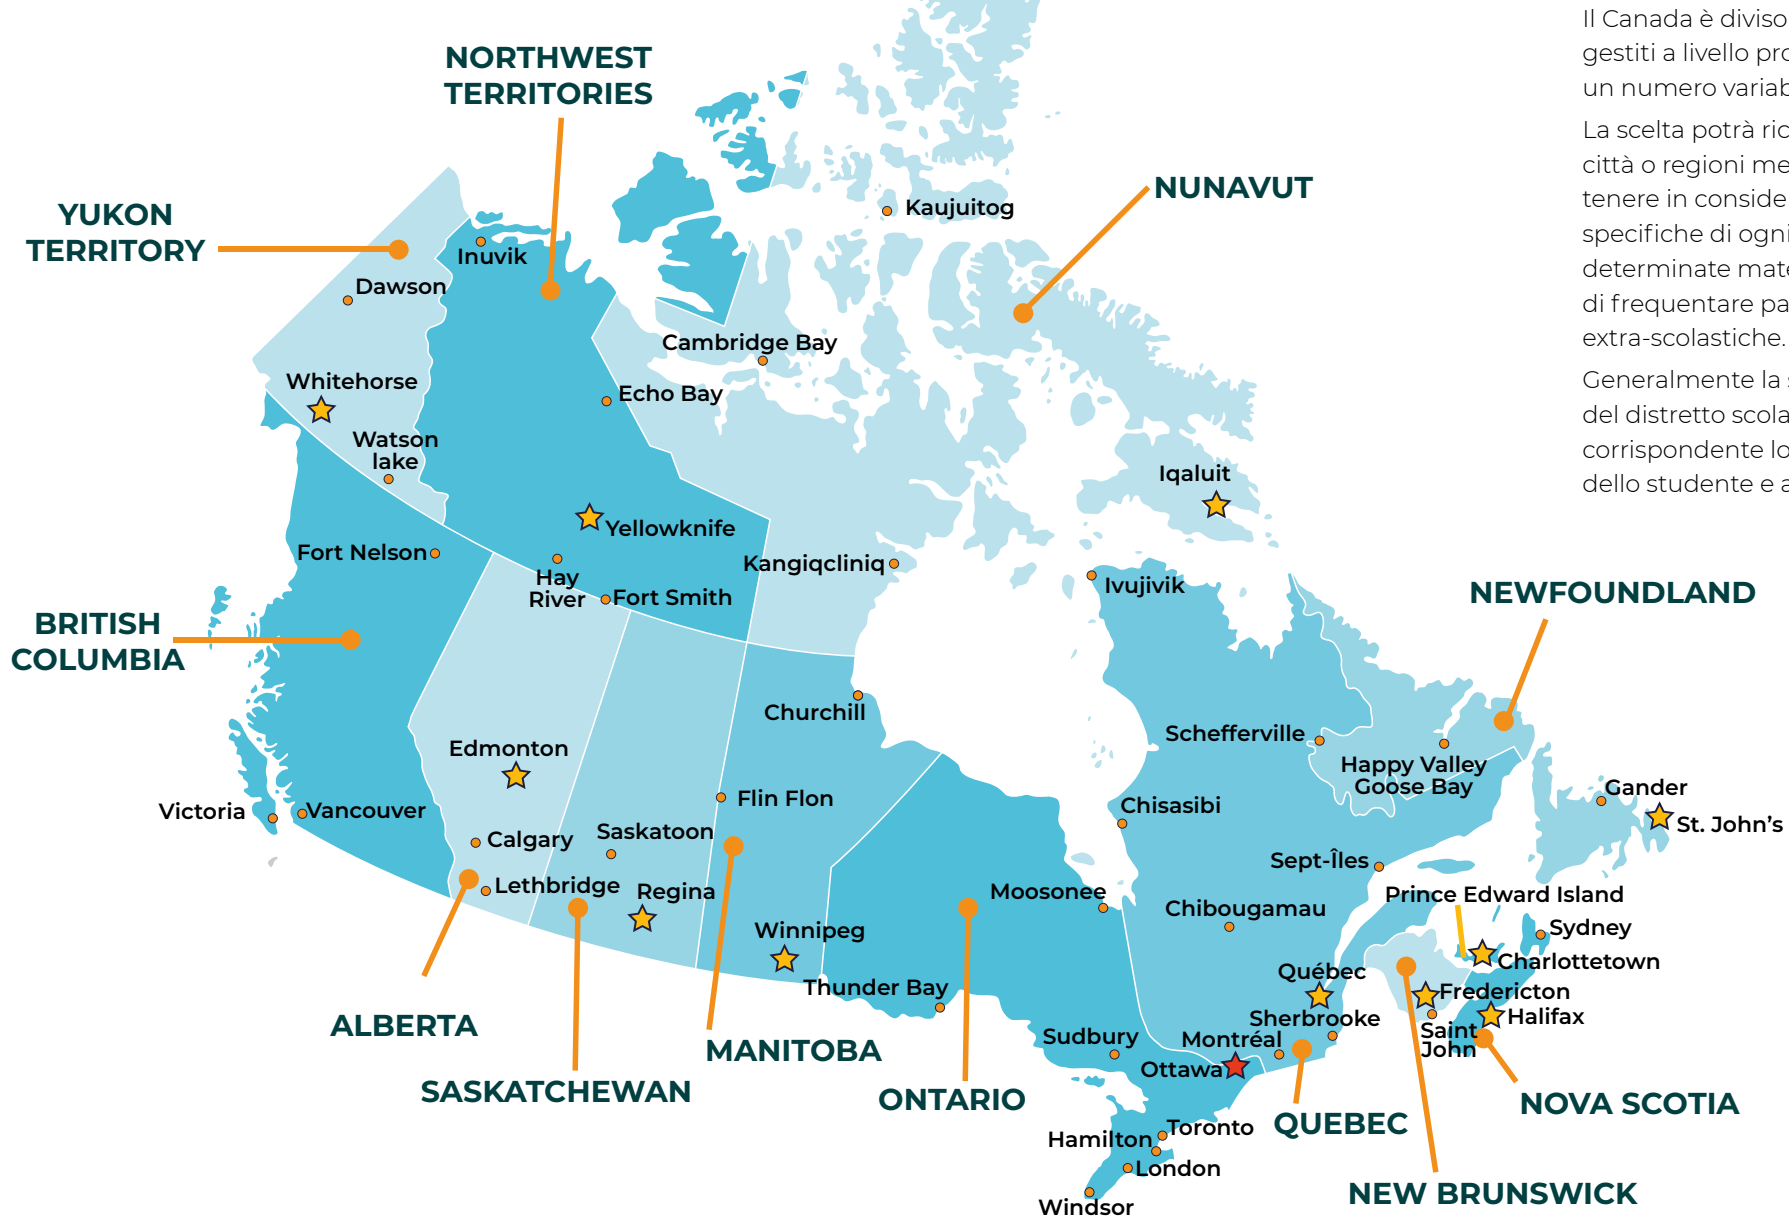 Il Canada è diviso
gestiti a livello pro
un numero variab
La scelta potrà ric
città o regioni me
tenere in conside
specifiche di ogni
determinate mate
di frequentare pa
extra-scolastiche.
Generalmente la s
del distretto scola
corrispondente lo
dello studente e a
NORTHWEST
TERRITORIES
YUKON
TERRITORY
NUNAVUT
Kaujuitog
Inuvik
Dawson
Cambridge Bay
Whitehorse
Echo Bay
Watson
lake
Iqaluit
Yellowknife
Fort Nelson
Kangiqcliniq
Hay
River
Fort Smith
Ivujivik
NEWFOUNDLAND
BRITISH
COLUMBIA
Churchill
Schefferville
Edmonton
Happy Valley
Goose Bay
Gander
Victoria
Vancouver
Flin Flon
Chisasibi
St. John's
Calgary
Saskatoon
Sept-Îles
Lethbridge
Regina
Moosonee
Prince Edward Island
Chibougamau
Sydney
Winnipeg
Charlottetown
Québec
Thunder Bay
Fredericton
Halifax
Sherbrooke
Saint
John
Sudbury
Montréal
Ottawa
ALBERTA
MANITOBA
SASKATCHEWAN
ONTARIO
QUEBEC
NOVA SCOTIA
Toronto
Hamilton
London
Windsor
NEW BRUNSWICK